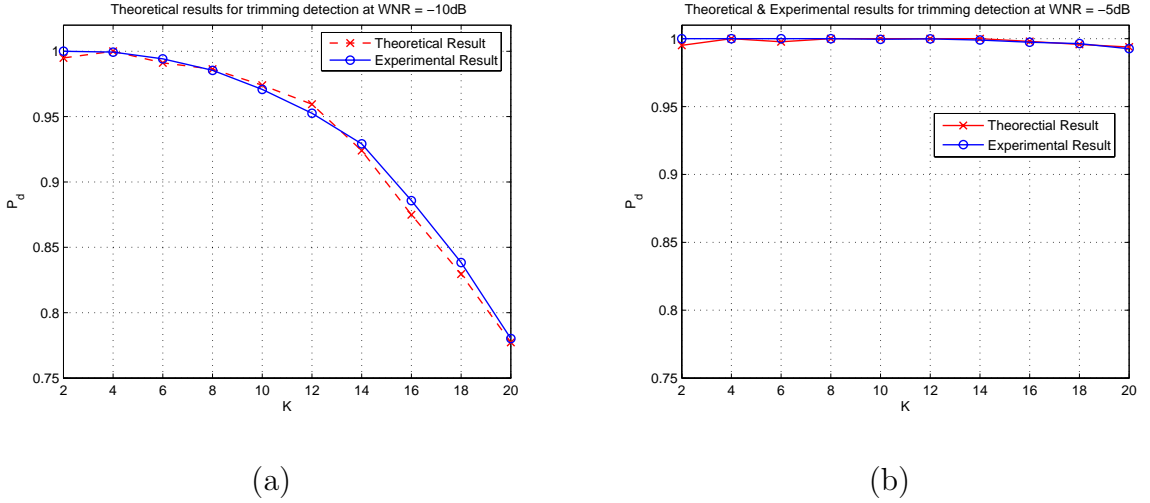 Theoretical results for trimming detection at WNR = −10dB
1
0.95
0.9
0.85
0.8
0.75
P_d
2 4 6 8 10 12 14 16 18 20
K
Theoretical Result
Experimental Result
(a)
Theoretical & Experimental results for trimming detection at WNR = −5dB
1
0.95
0.9
0.85
0.8
0.75
P_d
2 4 6 8 10 12 14 16 18 20
K
Theorectial Result
Experimental Result
(b)